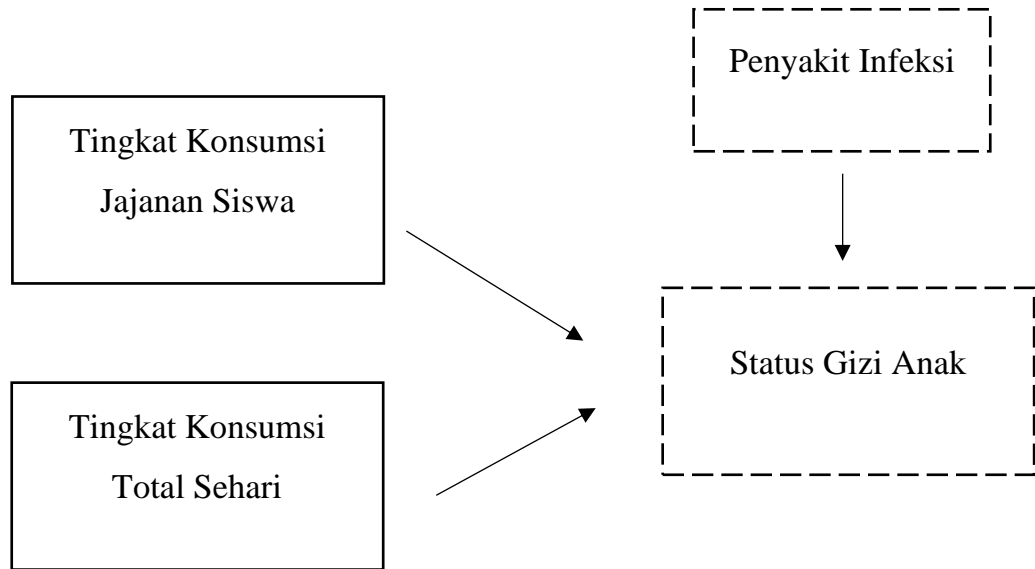 Penyakit Infeksi
Tingkat Konsumsi
Jajanan Siswa
Status Gizi Anak
Tingkat Konsumsi
Total Sehari